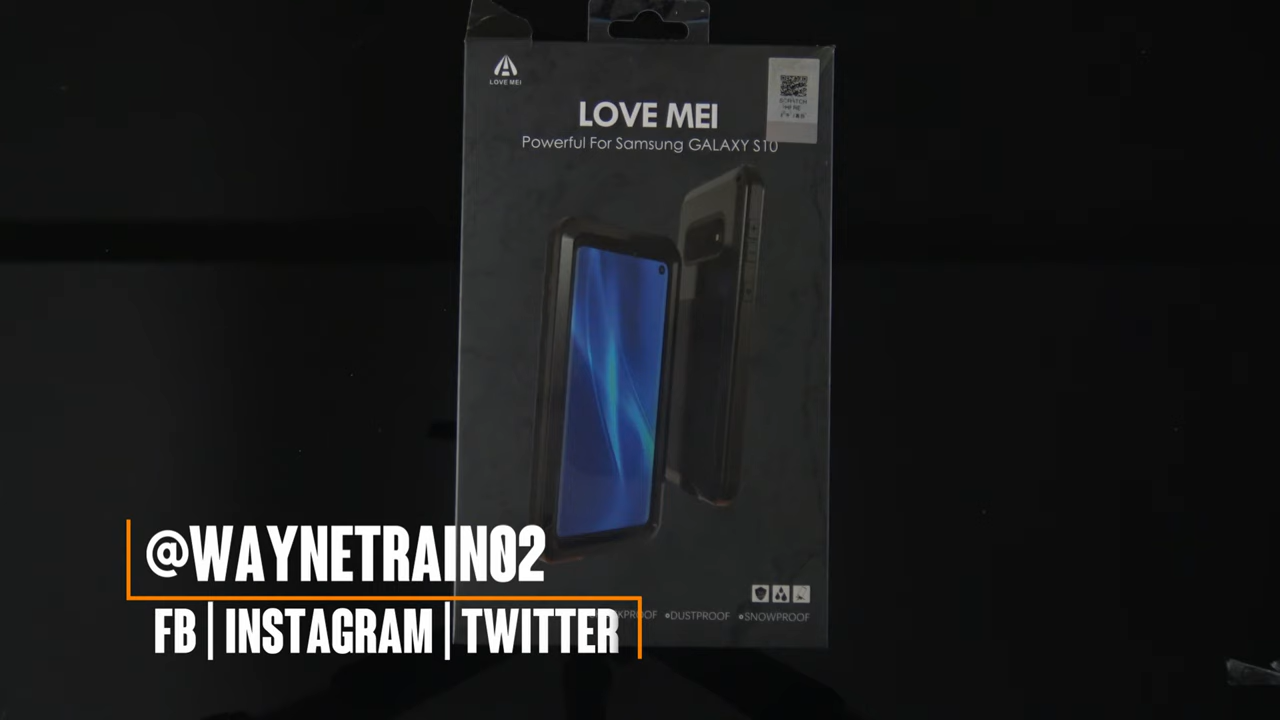 LOVE MEI
LOVE MEI
Powerful For Samsung GALAXY S10
@WAYNETRAIN02
FB | INSTAGRAM | TWITTER
•DUSTPROOF •SNOWPROOF